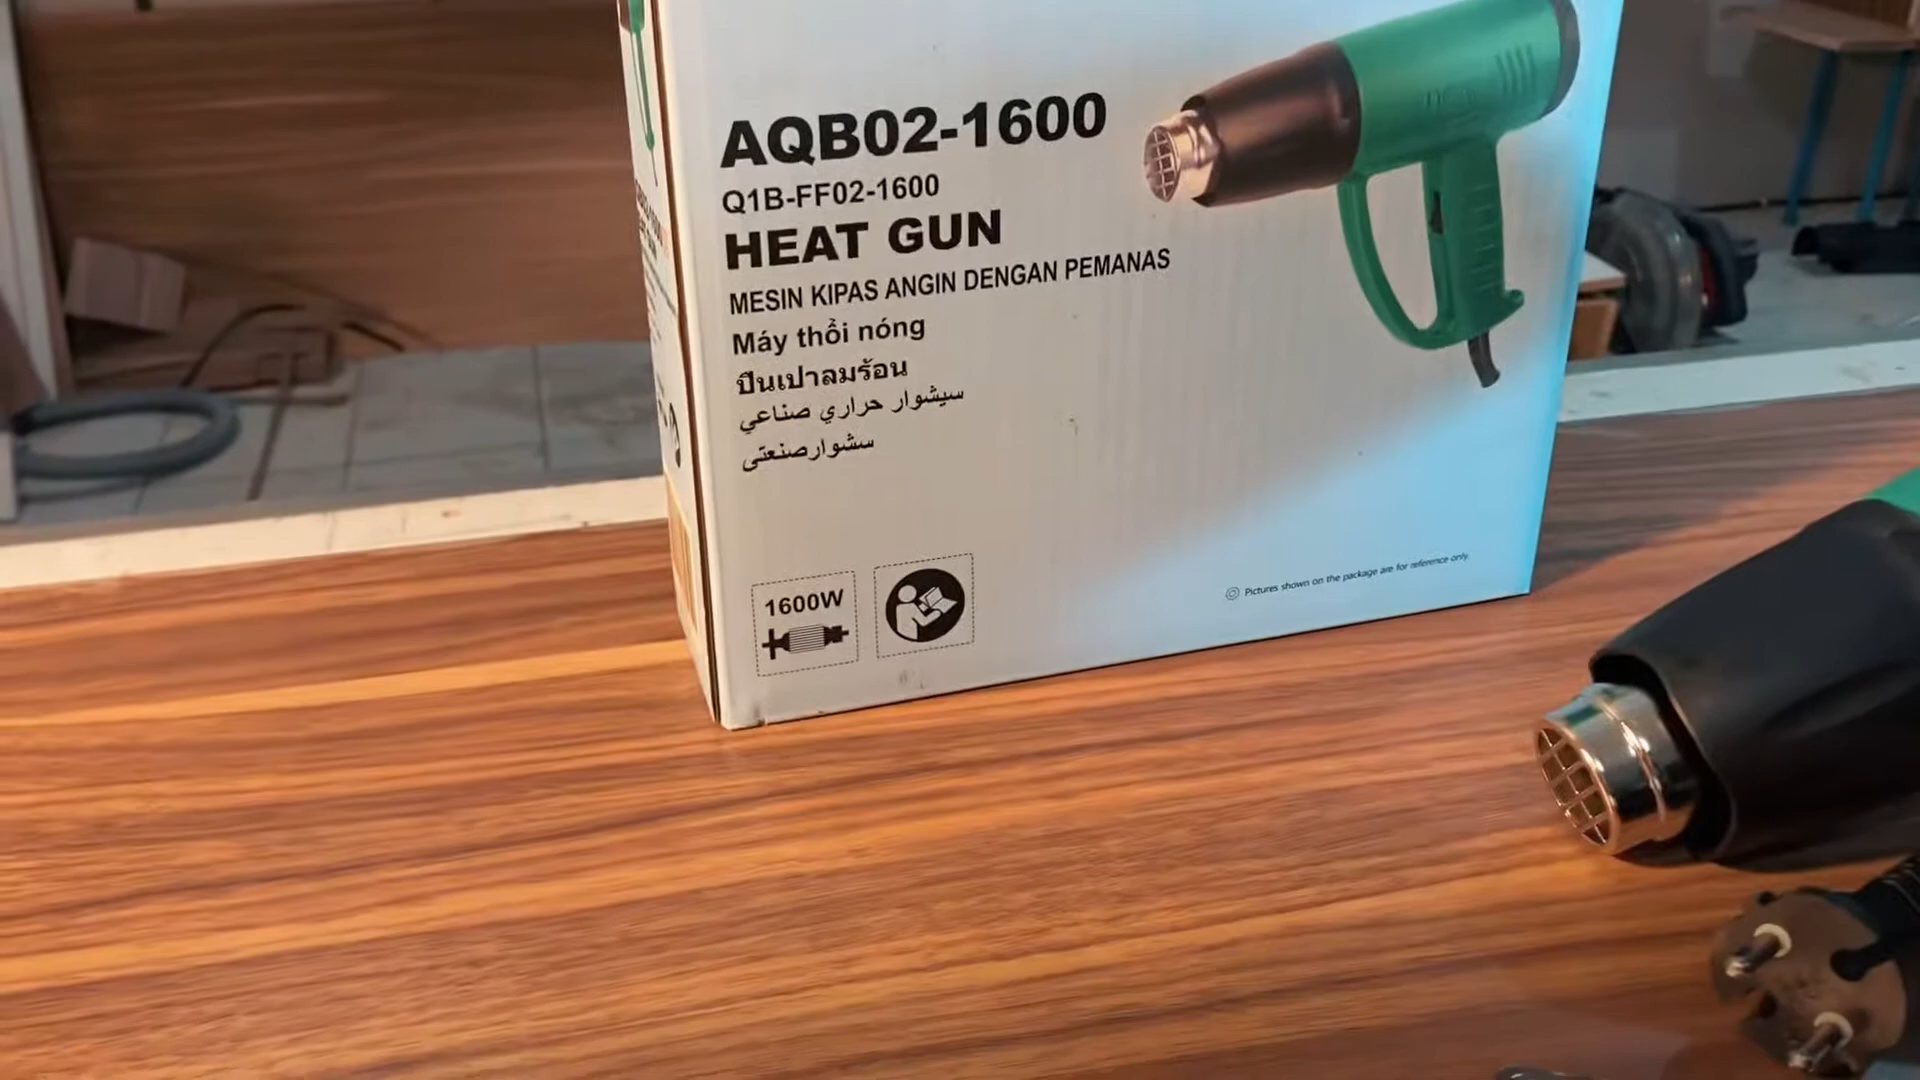 AQB02-1600
Q1B-FF02-1600
HEAT GUN
MESIN KIPAS ANGIN DENGAN PEMANAS
Máy thổi nóng
ปืนเปาลมร้อน
سيشوار حراري صناعي
سشوارصنعتی
1600W
Pictures shown on the package are for reference only.